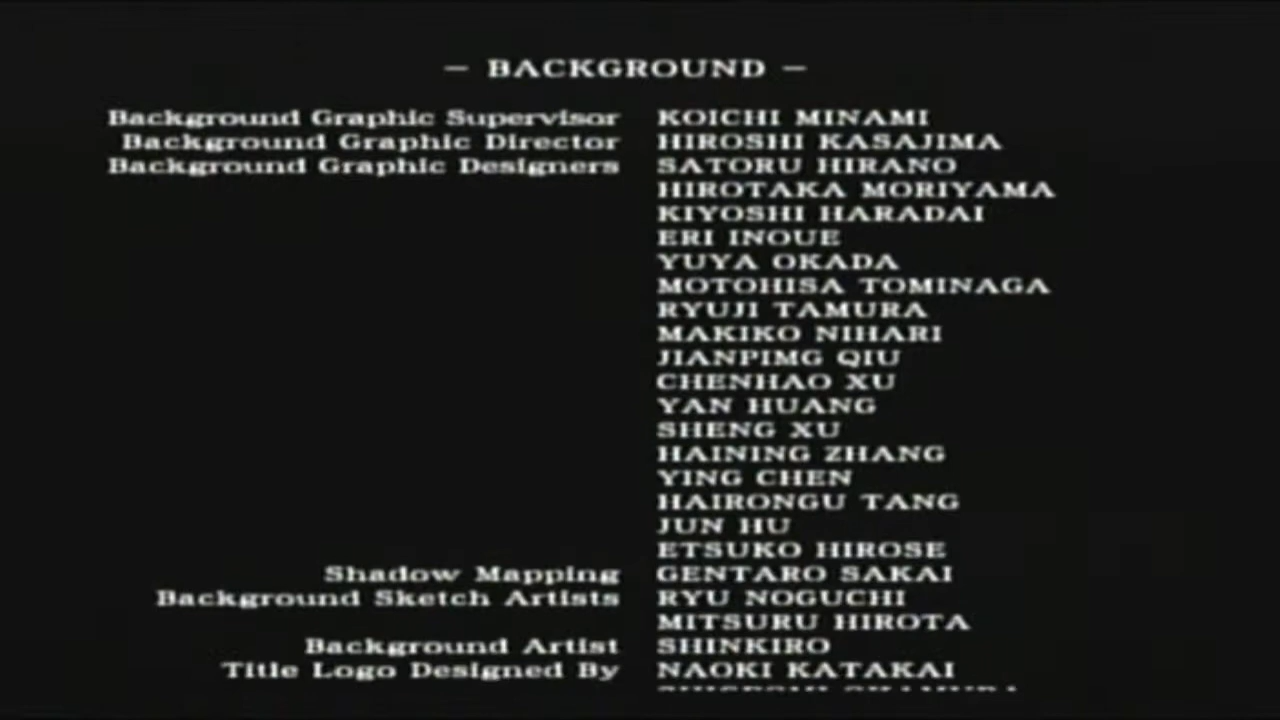 — BACKGROUND —
Background Graphic Supervisor KOICHI MINAMI
Background Graphic Director HIROSHI KASAJIMA
Background Graphic Designers SATORU HIRANO
HIROTAKA MORIYAMA
KIYOSHI HARADAI
ERI INOUE
YUYA OKADA
MOTOHISA TOMINAGA
RYUJI TAMURA
MAKIKO NIHARI
JIANPIMG QIU
CHENHAO XU
YAN HUANG
SHENG XU
HAINING ZHANG
YING CHEN
HAIRONGU TANG
JUN HU
ETSUKO HIROSE
Shadow Mapping GENTARO SAKAI
Background Sketch Artists RYU NOGUCHI
MITSURU HIROTA
Background Artist SHINKIRO
Title Logo Designed By NAOKI KATAKAI